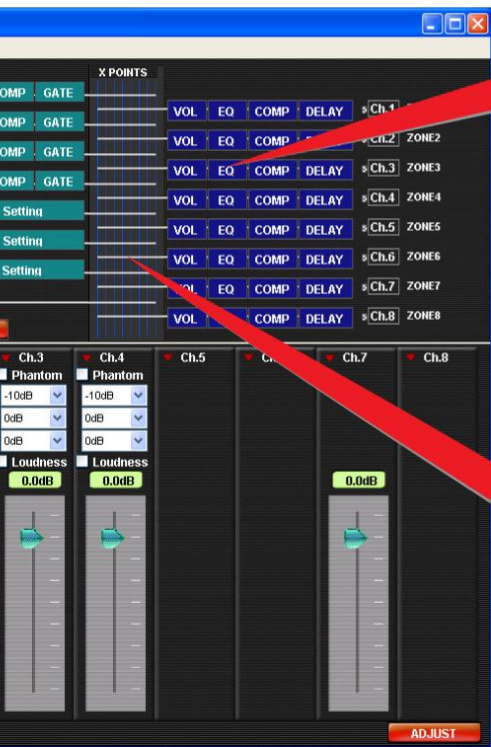 X POINTS
OMP GATE
VOL EQ COMP DELAY Ch.1
OMP GATE
VOL EQ COMP DELAY Ch.2 ZONE2
OMP GATE
VOL EQ COMP DELAY Ch.3 ZONE3
OMP GATE
VOL EQ COMP DELAY Ch.4 ZONE4
Setting
VOL EQ COMP DELAY Ch.5 ZONE5
Setting
VOL EQ COMP DELAY Ch.6 ZONE6
Setting
VOL EQ COMP DELAY Ch.7 ZONE7
VOL COMP DELAY Ch.8 ZONE8
Ch.3 Ch.4 Ch.5 Ch.7 Ch.8
Phantom Phantom
-10dB -10dB
0dB 0dB
0dB 0dB
Loudness Loudness
0.0dB 0.0dB 0.0dB
ADJUST